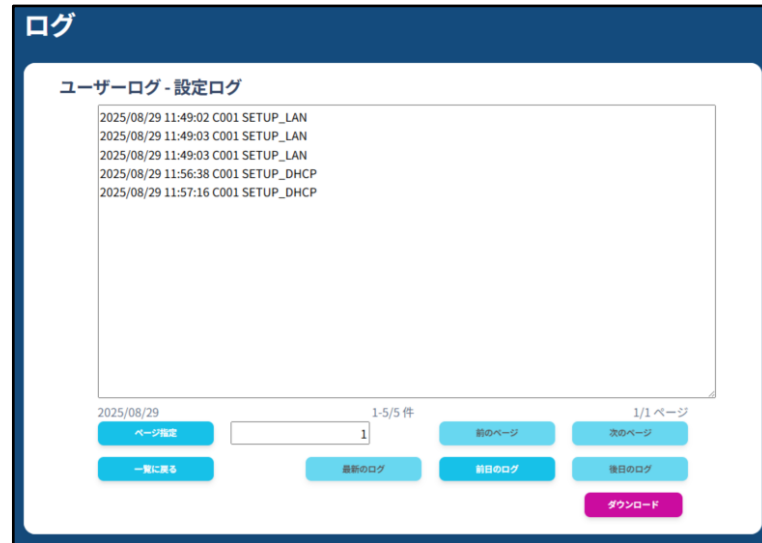 ログ
ユーザーログ - 設定ログ
2025/08/29 11:49:02 C001 SETUP_LAN
2025/08/29 11:49:03 C001 SETUP_LAN
2025/08/29 11:49:03 C001 SETUP_LAN
2025/08/29 11:56:38 C001 SETUP_DHCP
2025/08/29 11:57:16 C001 SETUP_DHCP
2025/08/29 1-5/5 件 1/1 ページ
ページ指定 1 前のページ 次のページ
一覧に戻る 最新のログ 前日のログ 後日のログ
ダウンロード